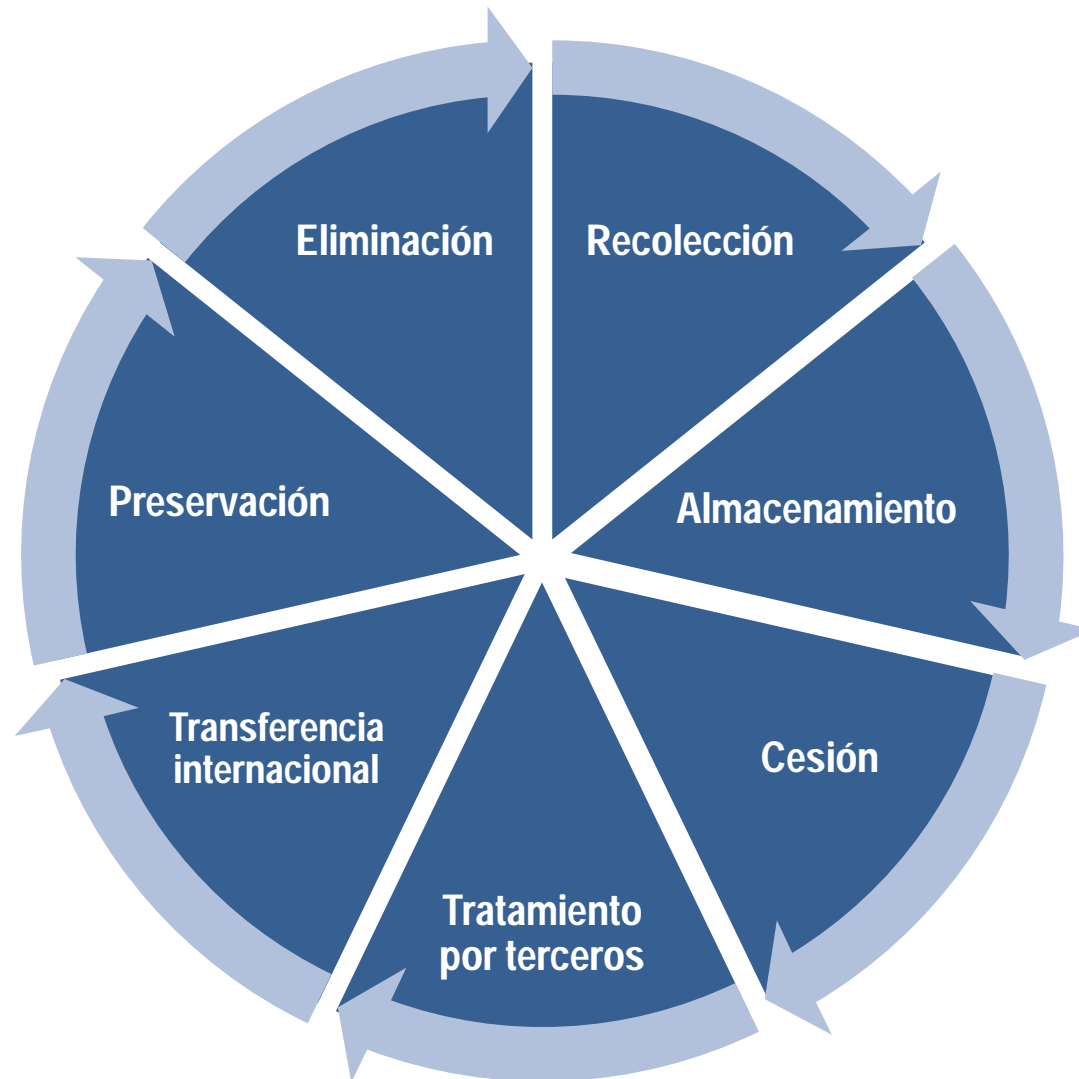 Recolección
Almacenamiento
Cesión
Tratamiento
por terceros
Transferencia
internacional
Preservación
Eliminación